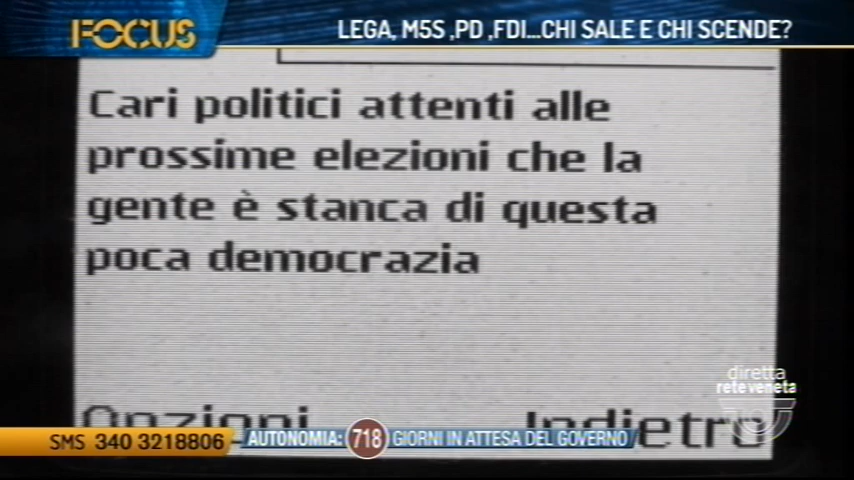 FOCUS
LEGA, M5S ,PD ,FDI...CHI SALE E CHI SCENDE?
Cari politici attenti alle
prossime elezioni che la
gente è stanca di questa
poca democrazia
diretta
rete veneta
Opzioni Indietro
SMS 340 3218806 AUTONOMIA: 718 GIORNI IN ATTESA DEL GOVERNO